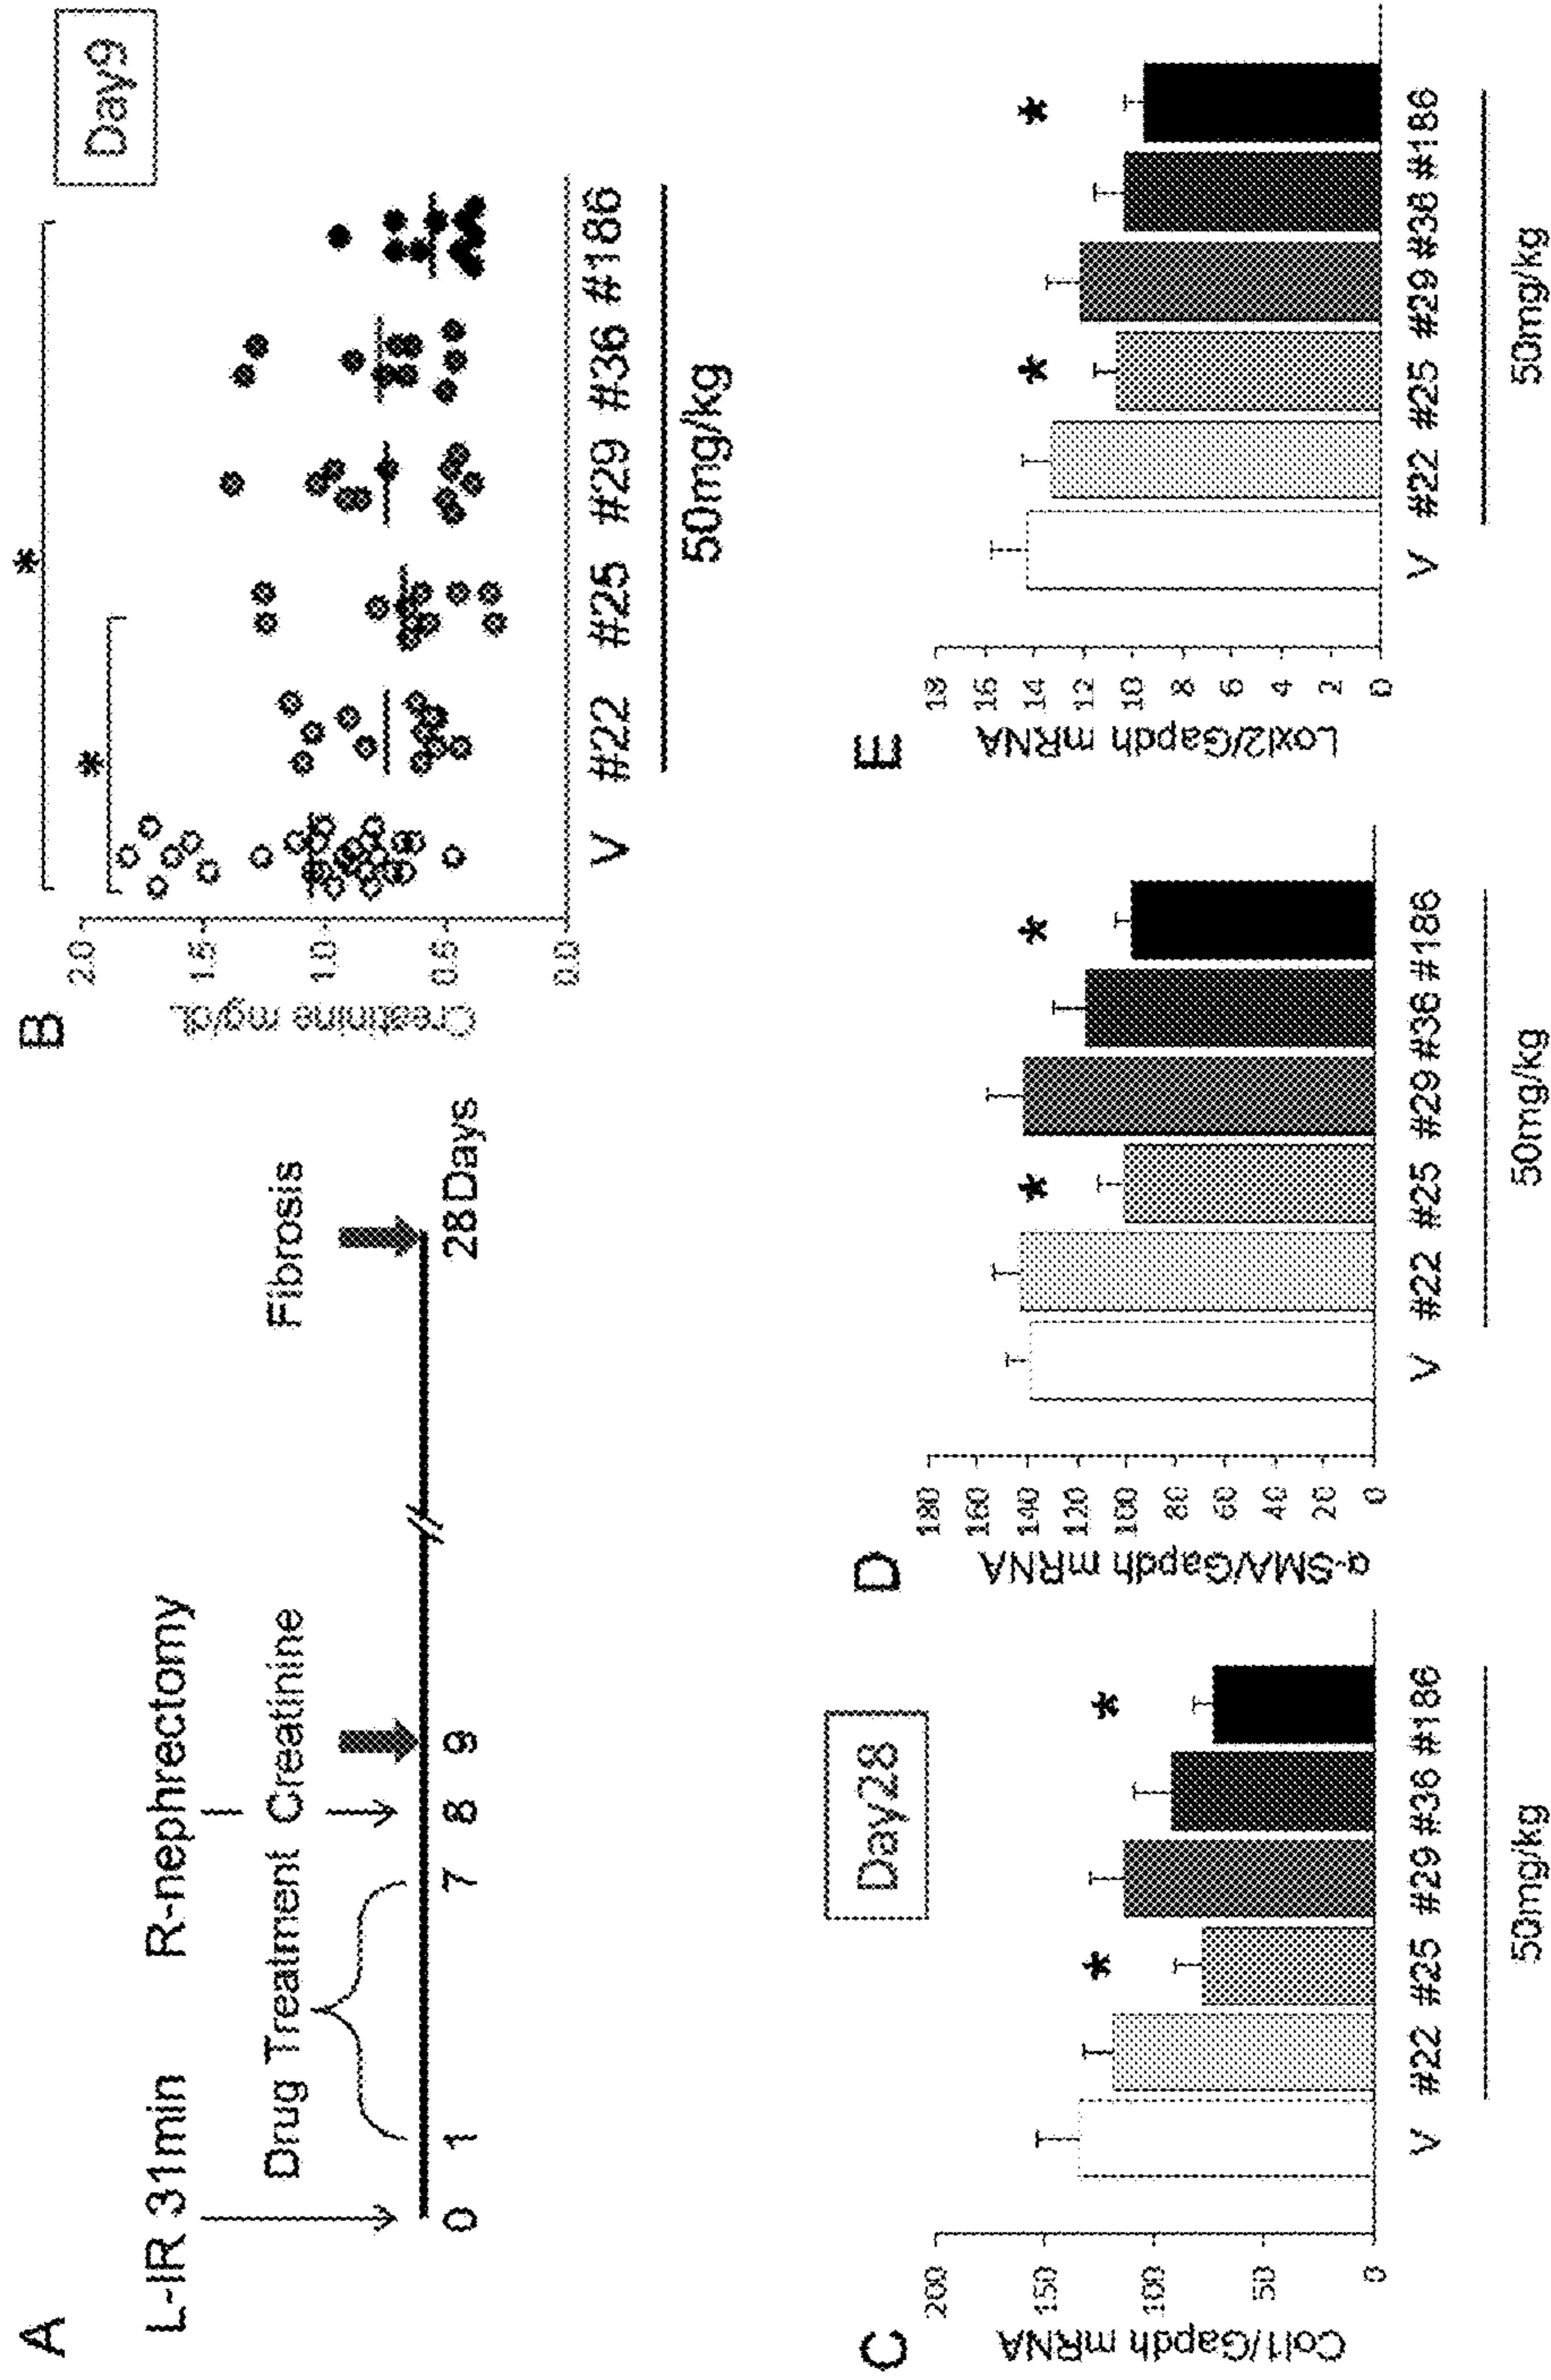 A
L-IR 31min
R-nephrectomy
Drug Treatment
Creatinine
Fibrosis
0
1
7
8
9
28 Days
B
Day9
Creatinine mg/dL
2.0
1.5
1.0
0.5
0.0
*
*
V #22 #25 #29 #36 #186
50mg/kg
C
Day28
Col1/Gapdh mRNA
200
150
100
50
0
*
*
V #22 #25 #29 #36 #186
50mg/kg
D
α-SMA/Gapdh mRNA
180
160
140
120
100
80
60
40
20
0
*
*
V #22 #25 #29 #36 #186
50mg/kg
E
Loxl2/Gapdh mRNA
18
16
14
12
10
8
6
4
2
0
*
*
V #22 #25 #29 #36 #186
50mg/kg